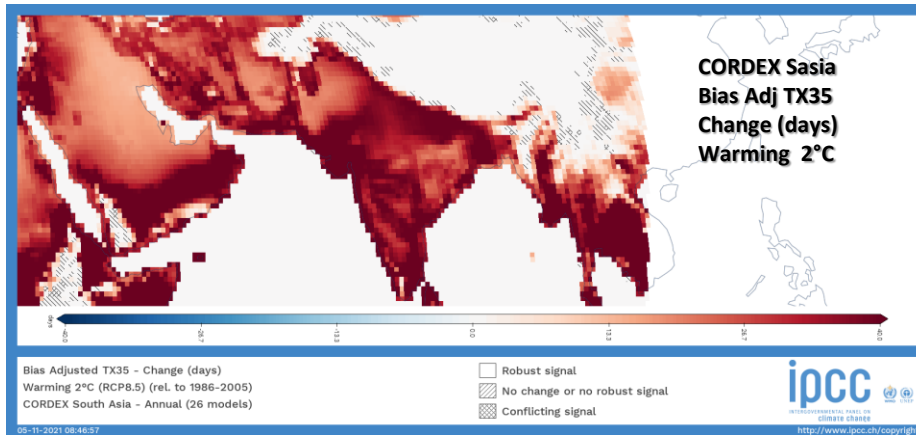 CORDEX Sasia
Bias Adj TX35
Change (days)
Warming 2°C
days
-40.0
-26.7
-13.3
0.0
13.3
26.7
40.0
Bias Adjusted TX35 - Change (days)
Warming 2°C (RCP8.5) (rel. to 1986-2005)
CORDEX South Asia - Annual (26 models)
Robust signal
No change or no robust signal
Conflicting signal
ipcc
INTERGOVERNMENTAL PANEL ON
climate change
WMO
UNEP
05-11-2021 08:46:57
http://www.ipcc.ch/copyright